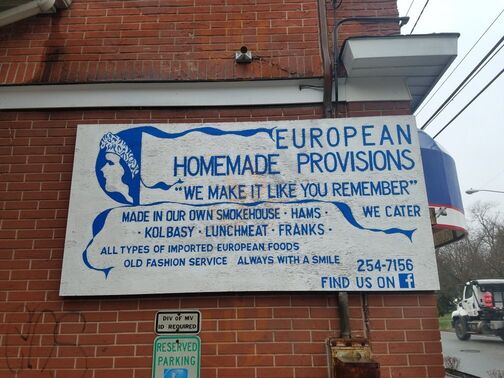 EUROPEAN
HOMEMADE PROVISIONS
"WE MAKE IT LIKE YOU REMEMBER"
MADE IN OUR OWN SMOKEHOUSE · HAMS ·
WE CATER
· KOLBASY · LUNCHMEAT · FRANKS ·
ALL TYPES OF IMPORTED EUROPEAN FOODS
OLD FASHION SERVICE ALWAYS WITH A SMILE
254-7156
FIND US ON f
DIV OF MV
ID REQUIRED
RESERVED
PARKING